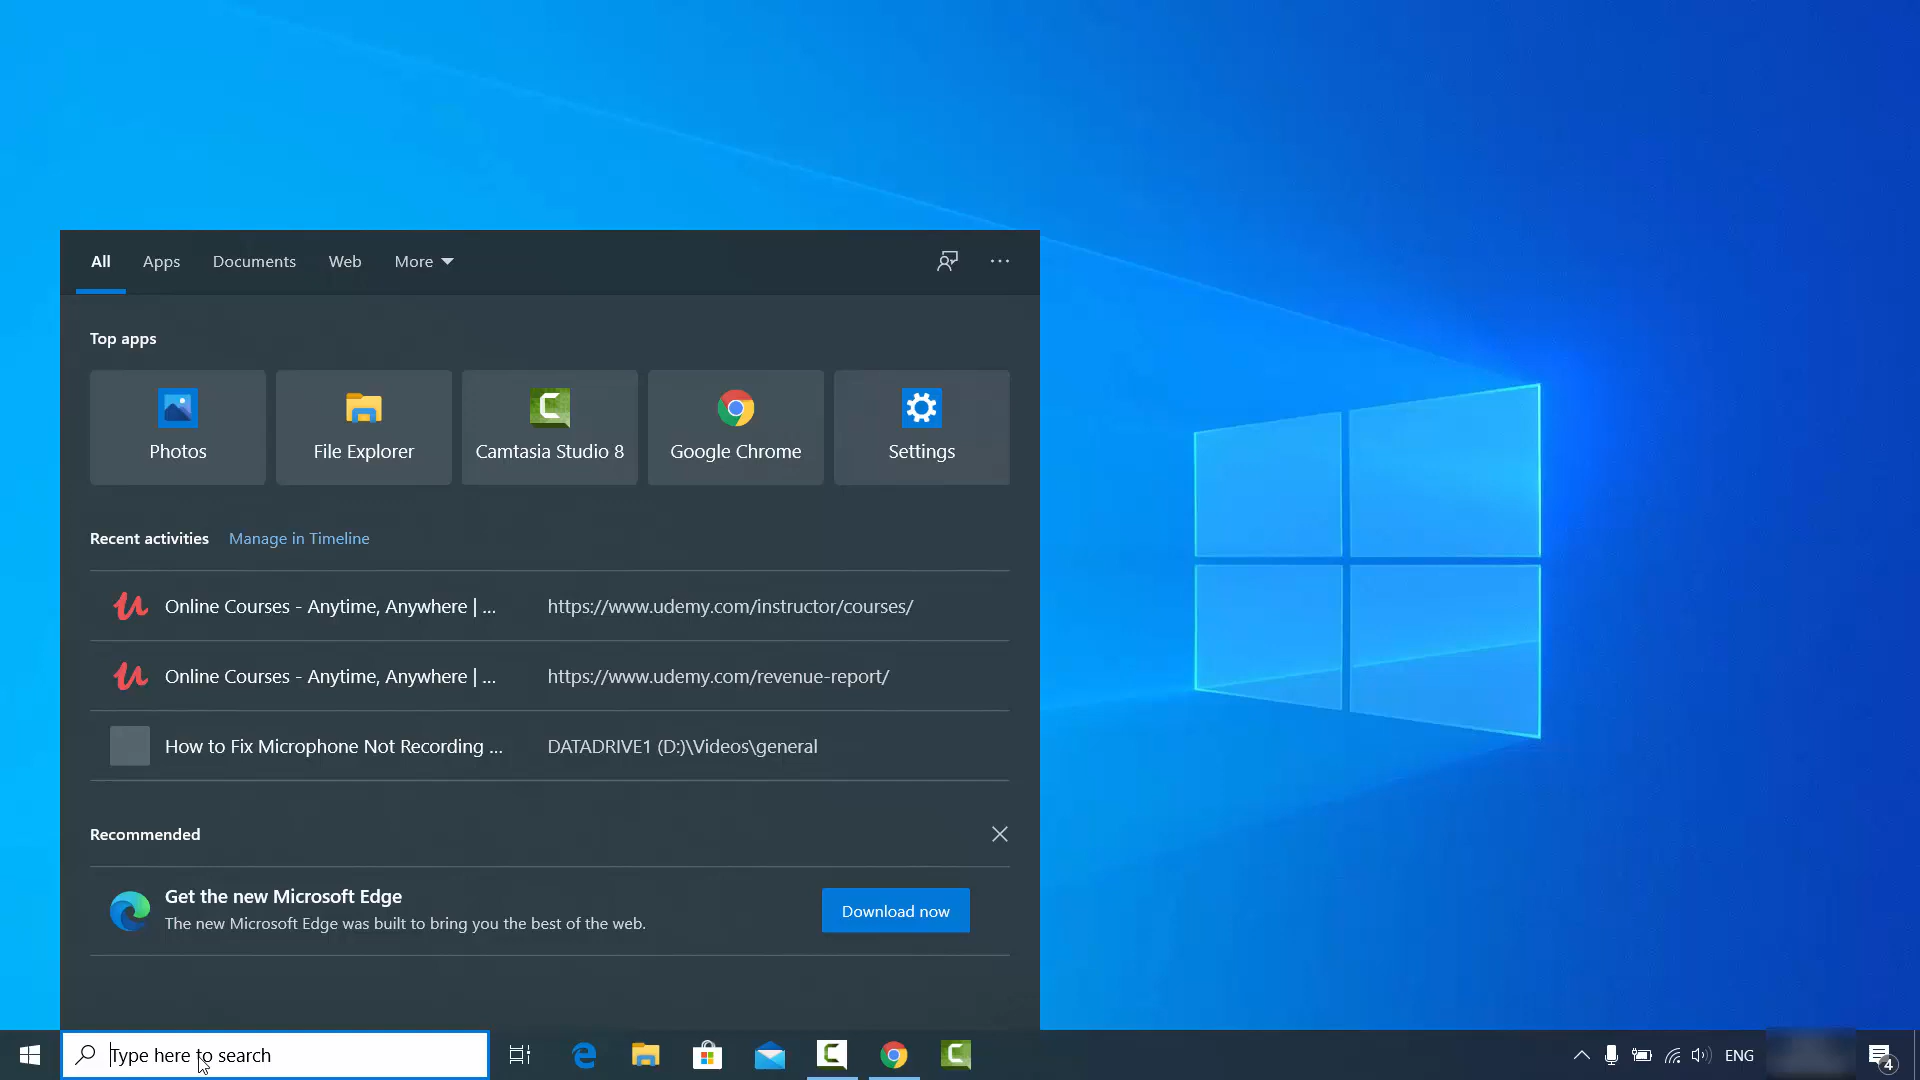 All Apps Documents Web More
Top apps
Photos File Explorer Camtasia Studio 8 Google Chrome Settings
Recent activities Manage in Timeline
Online Courses - Anytime, Anywhere | ... https://www.udemy.com/instructor/courses/
Online Courses - Anytime, Anywhere | ... https://www.udemy.com/revenue-report/
How to Fix Microphone Not Recording ... DATADRIVE1 (D:)\Videos\general
Recommended
Get the new Microsoft Edge
The new Microsoft Edge was built to bring you the best of the web.
Download now
Type here to search
ENG
4